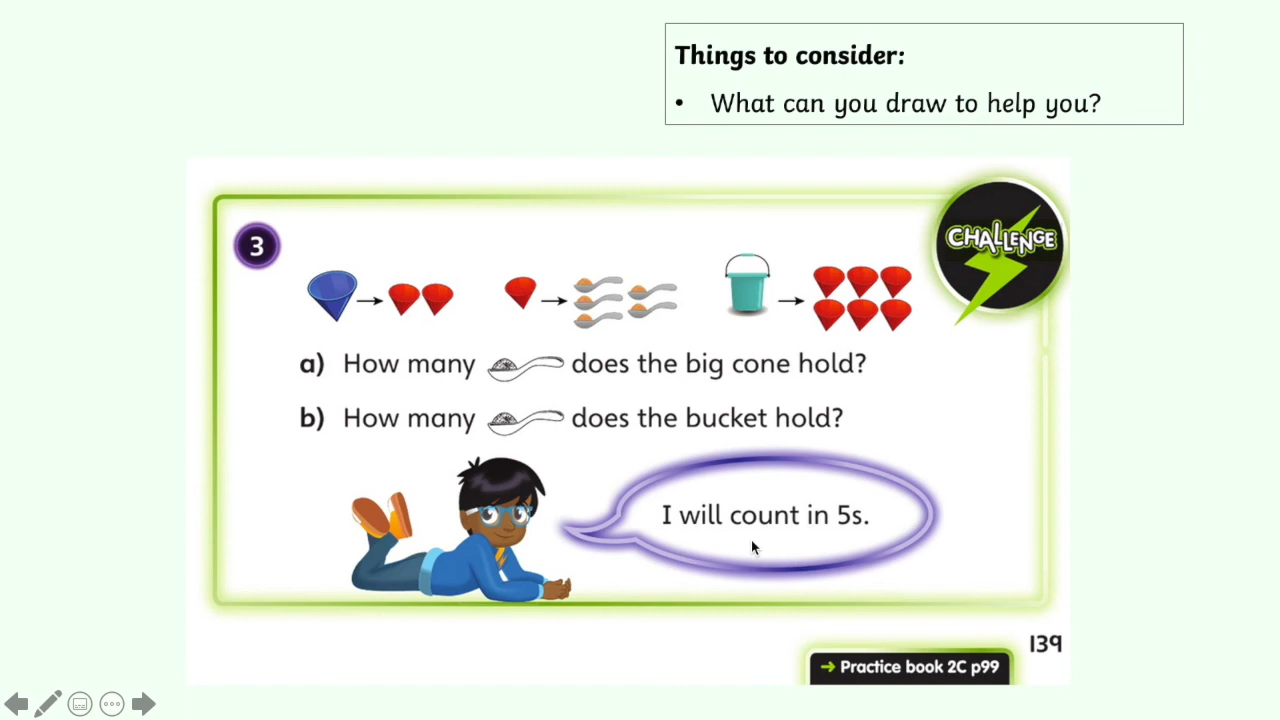 Things to consider:
• What can you draw to help you?
CHALLENGE
3
a) How many does the big cone hold?
b) How many does the bucket hold?
I will count in 5s.
139
→ Practice book 2C p99